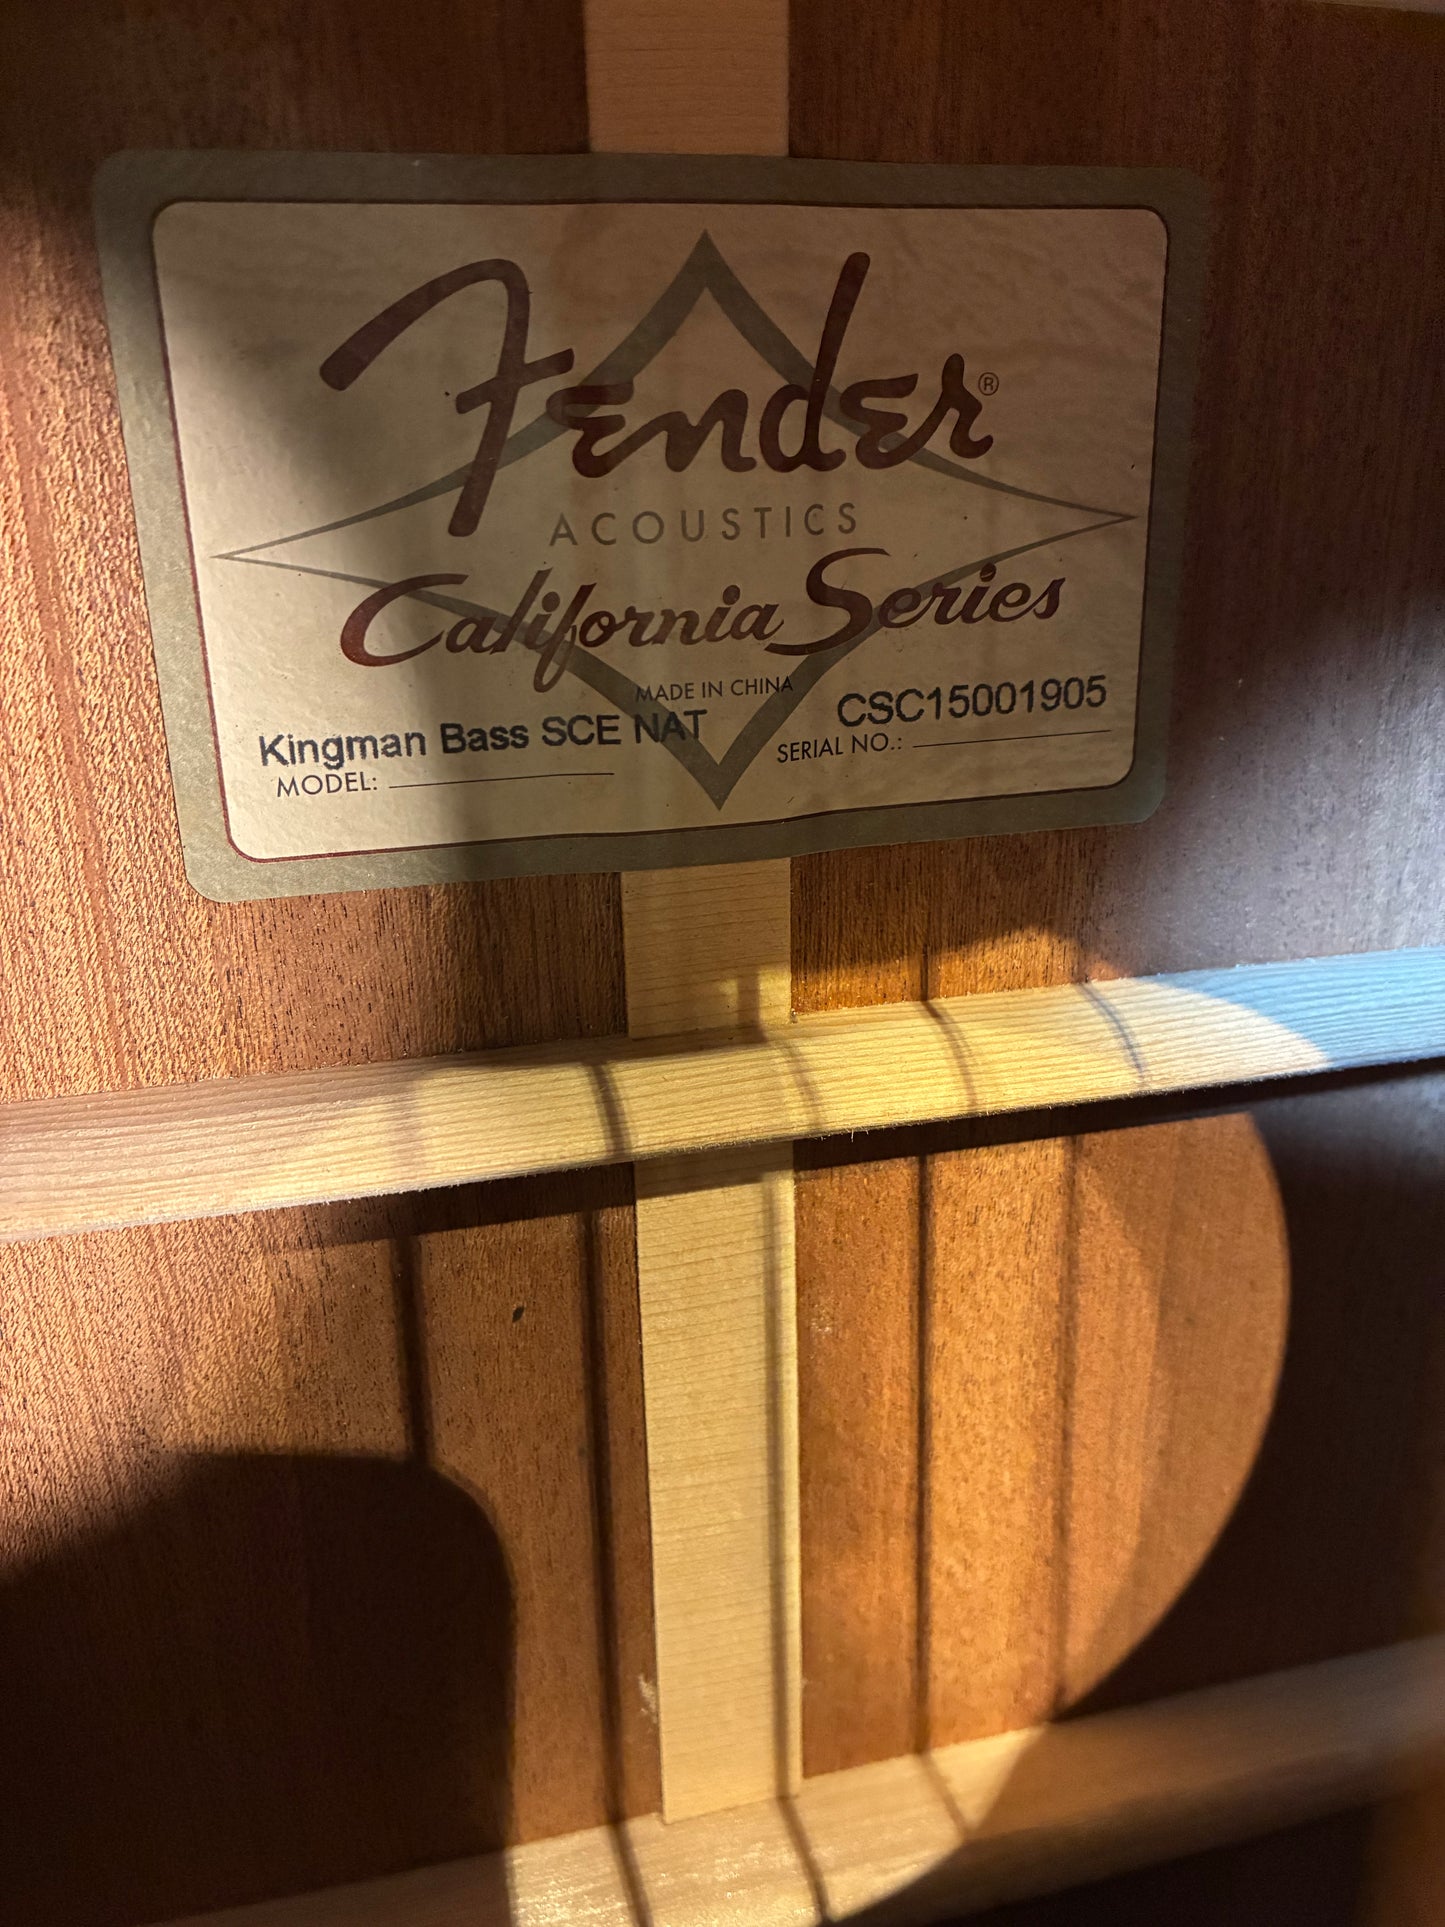 Fender®
ACOUSTICS
California Series
MADE IN CHINA
Kingman Bass SCE NAT
MODEL:
CSC15001905
SERIAL NO.: